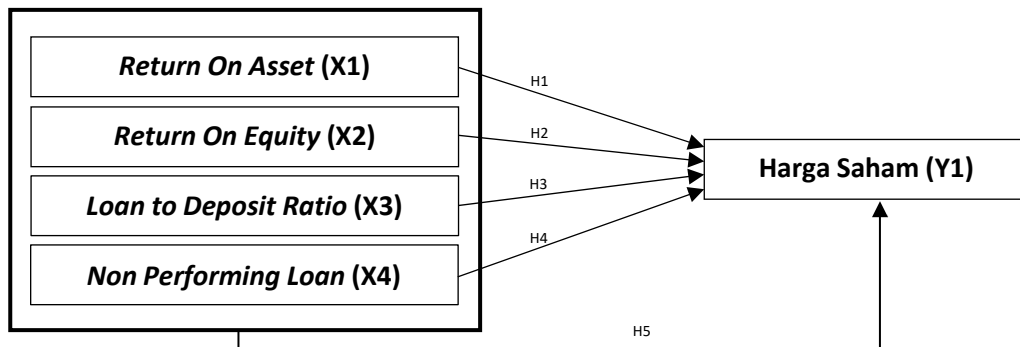 Return On Asset (X1)
H1
Return On Equity (X2)
H2
Harga Saham (Y1)
Loan to Deposit Ratio (X3)
H3
Non Performing Loan (X4)
H4
H5